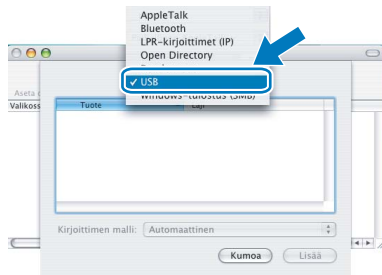 AppleTalk
Bluetooth
LPR-kirjoittimet (IP)
Open Directory
✓ USB
Windows-tulostus (SMB)
Aseta
Valikoss
Tuote
Laji
Kirjoittimen malli: Automaattinen
Kumoa Lisää